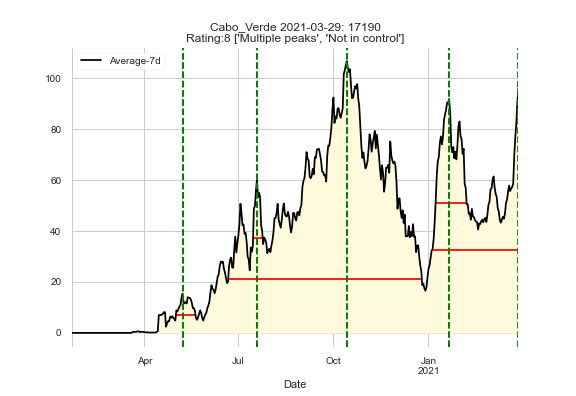 Cabo_Verde 2021-03-29: 17190
Rating:8 ['Multiple peaks', 'Not in control']
Average-7d
100
80
60
40
20
0
Apr
Jul
Oct
Jan
2021
Date